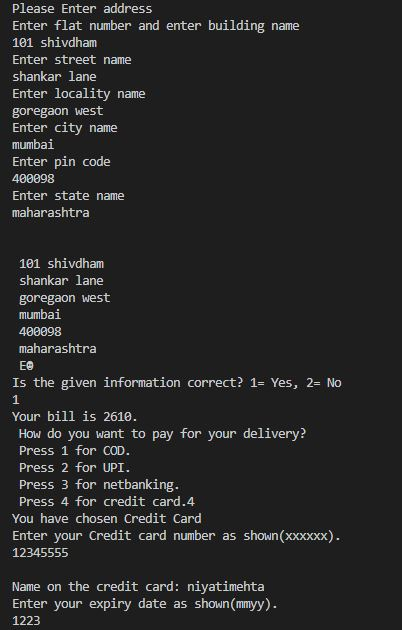 Please Enter address
Enter flat number and enter building name
101 shivdham
Enter street name
shankar lane
Enter locality name
goregaon west
Enter city name
mumbai
Enter pin code
400098
Enter state name
maharashtra
101 shivdham
shankar lane
goregaon west
mumbai
400098
maharashtra
Is the given information correct? 1= Yes, 2= No
1
Your bill is 2610.
How do you want to pay for your delivery?
Press 1 for COD.
Press 2 for UPI.
Press 3 for netbanking.
Press 4 for credit card.4
You have chosen Credit Card
Enter your Credit card number as shown(xxxxxx).
12345555
Name on the credit card: niyatimehta
Enter your expiry date as shown(mmyy).
1223